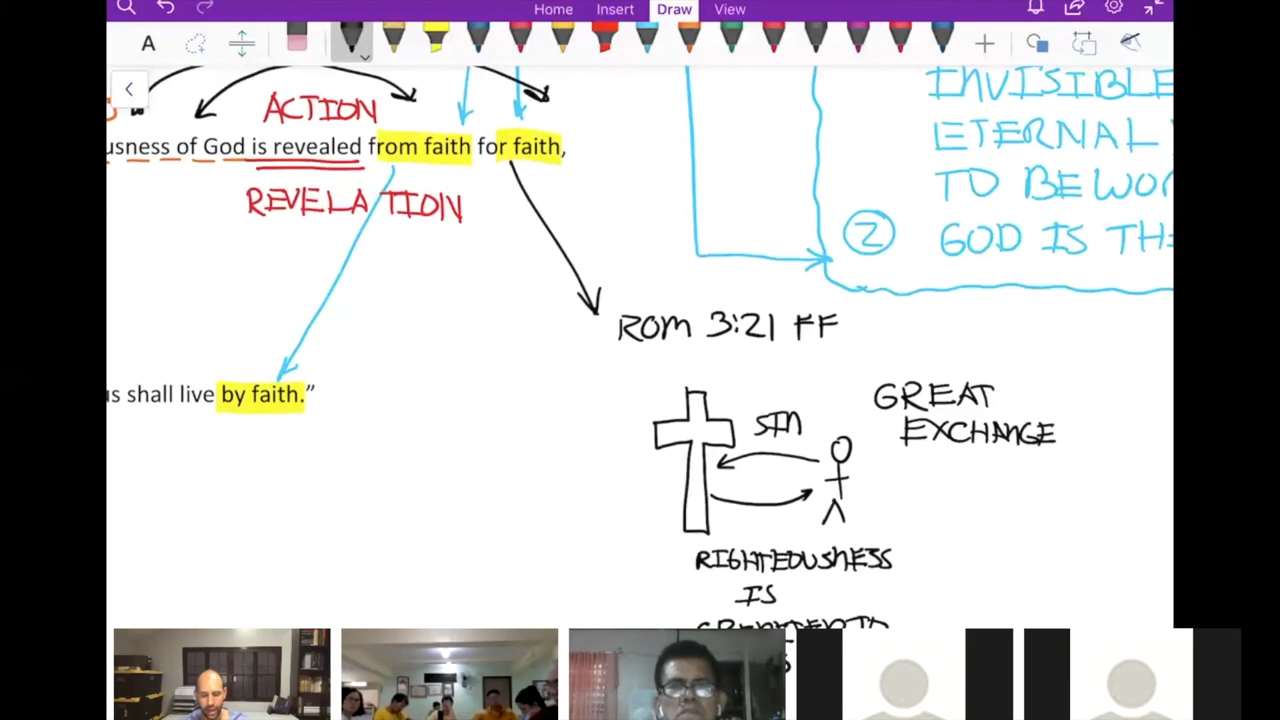 Home Insert Draw View
A
ACTION
usness of God is revealed from faith for faith,
REVELATION
us shall live by faith.”
INVISIBLE
ETERNAL
TO BE WOR
2 GOD IS TH
ROM 3:21 FF
SIN
GREAT
EXCHANGE
RIGHTEOUSNESS
IS